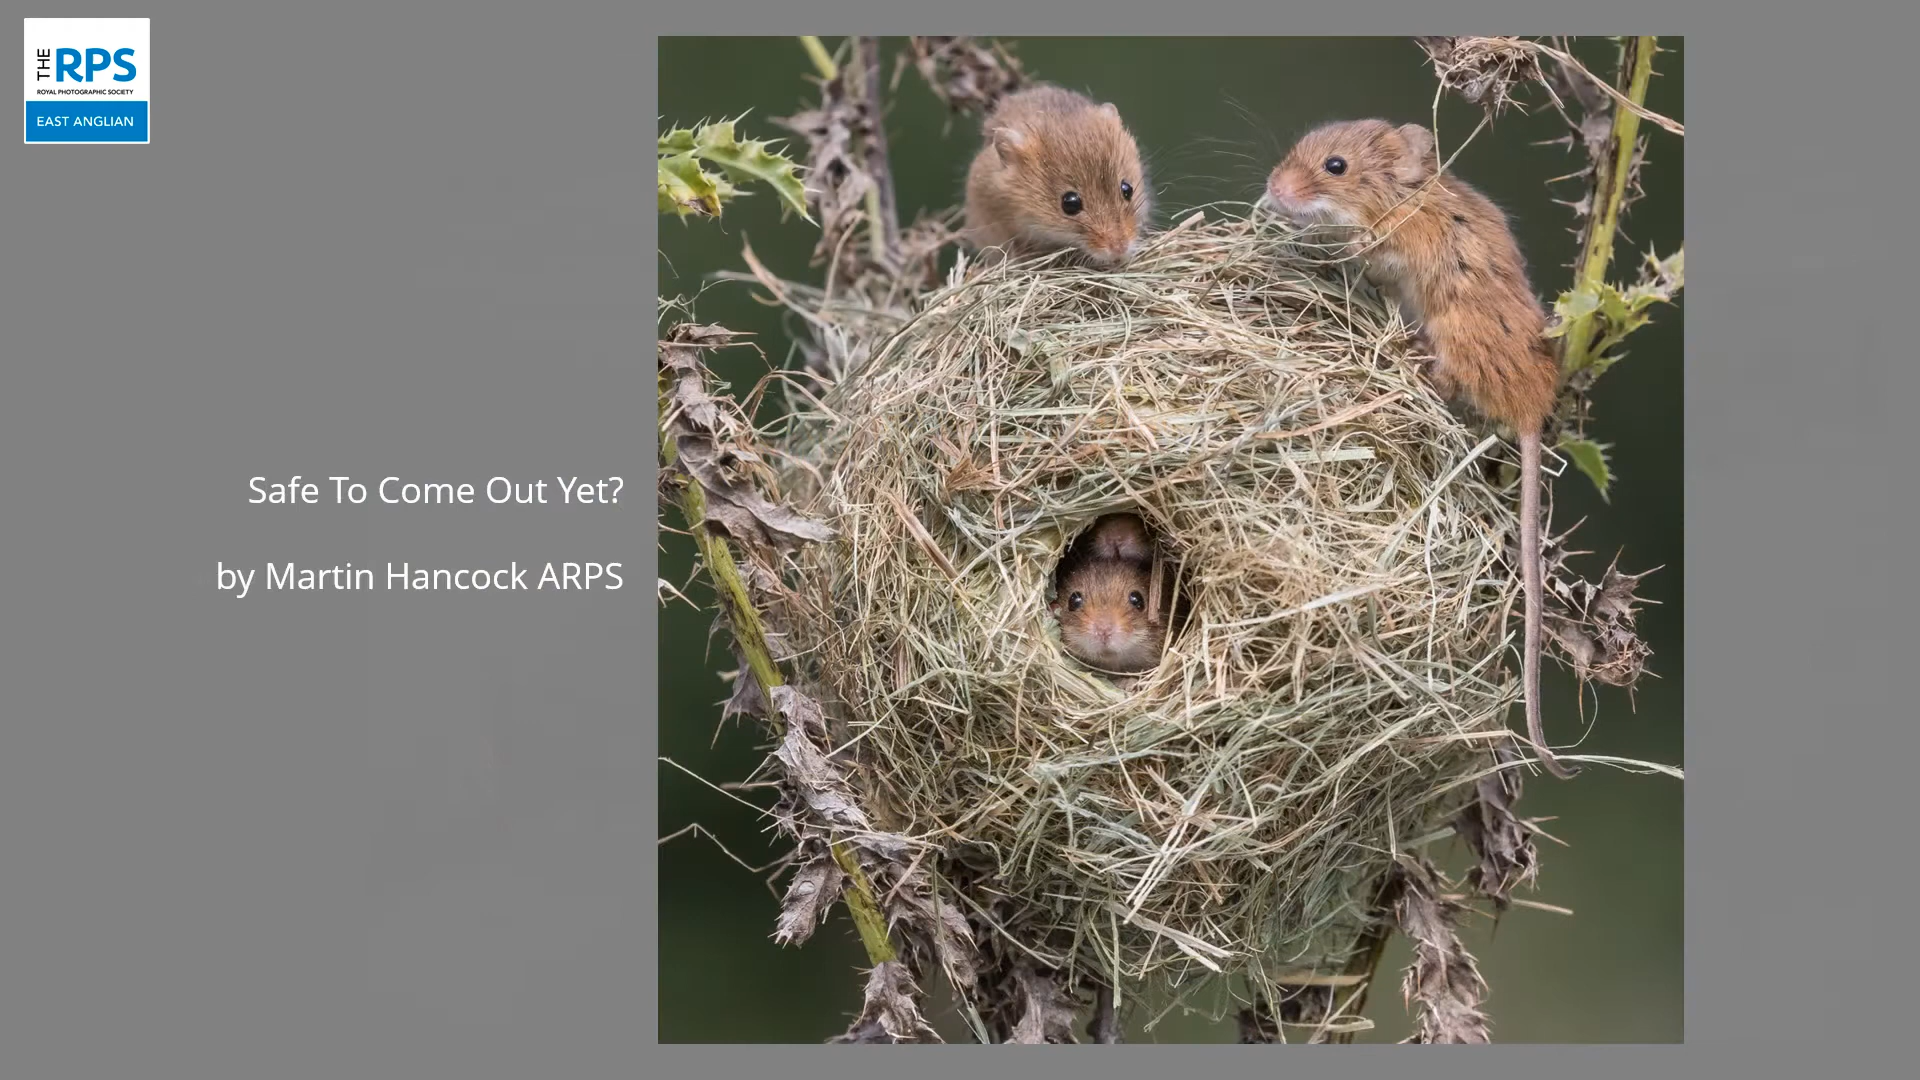 THE RPS
ROYAL PHOTOGRAPHIC SOCIETY
EAST ANGLIAN
Safe To Come Out Yet?
by Martin Hancock ARPS